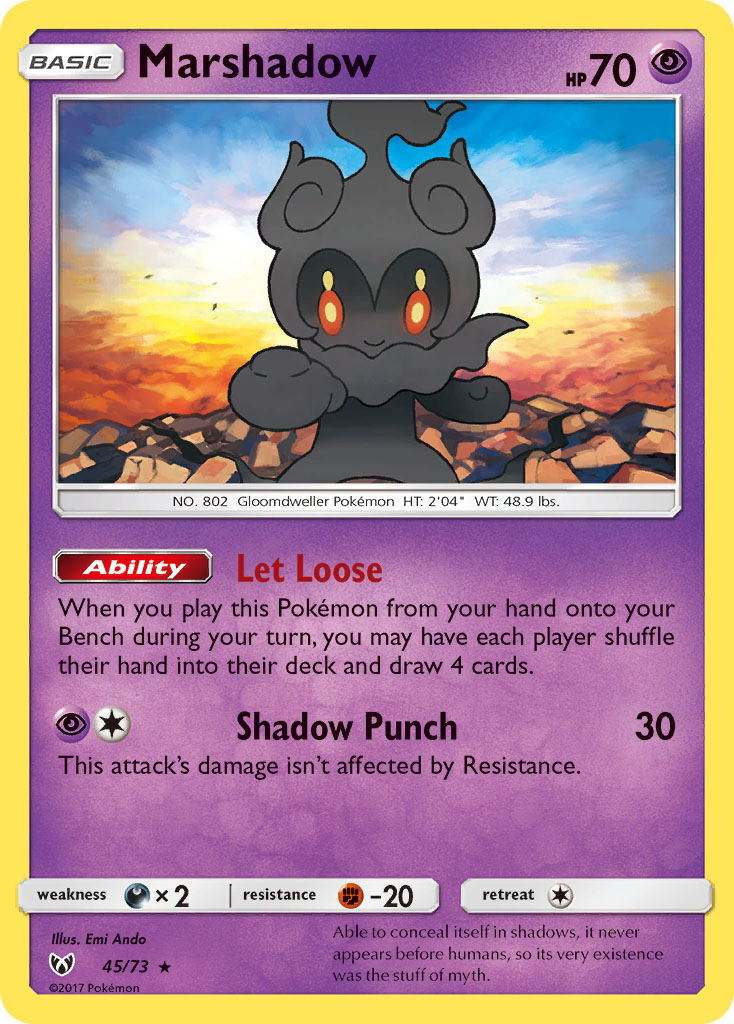 BASIC Marshadow HP 70
NO. 802 Gloomdweller Pokémon HT: 2'04" WT: 48.9 lbs.
Ability Let Loose
When you play this Pokémon from your hand onto your
Bench during your turn, you may have each player shuffle
their hand into their deck and draw 4 cards.
Shadow Punch 30
This attack's damage isn't affected by Resistance.
weakness ×2 resistance -20 retreat
Illus. Emi Ando
45/73 ★
©2017 Pokémon
Able to conceal itself in shadows, it never
appears before humans, so its very existence
was the stuff of myth.